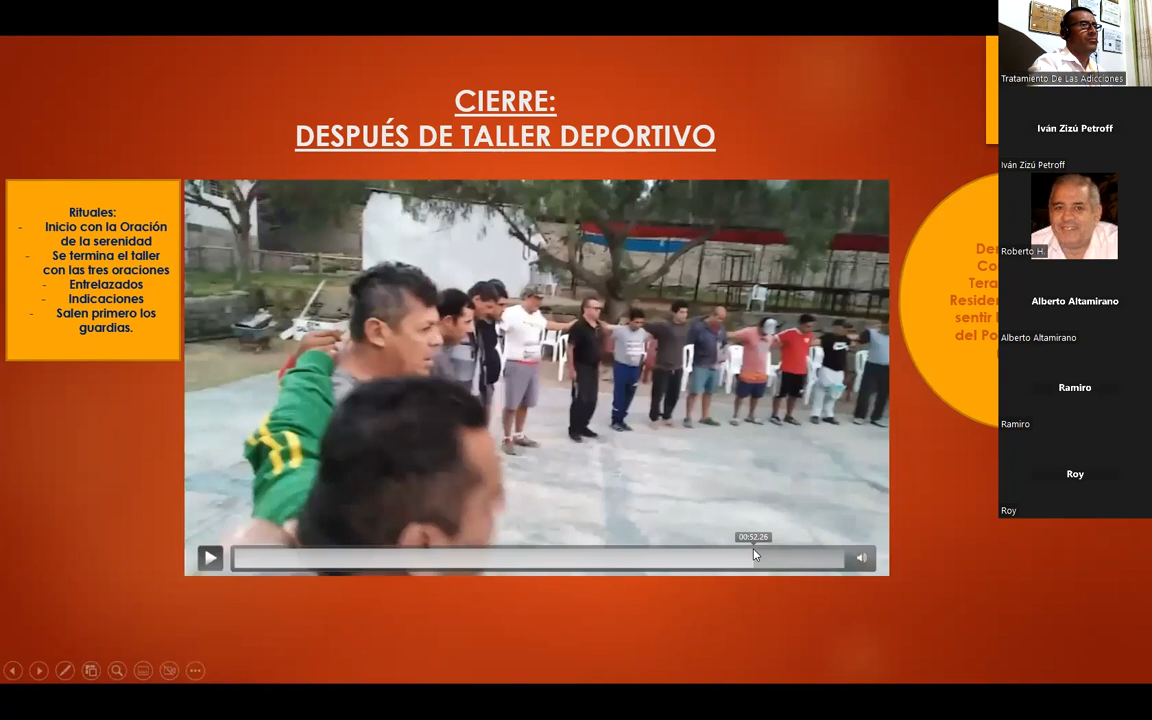 CIERRE:
DESPUÉS DE TALLER DEPORTIVO
Rituales:
- Inicio con la Oración
de la serenidad
- Se termina el taller
con las tres oraciones
- Entrelazados
- Indicaciones
- Salen primero los
guardias.
sentir
del
00:52.26
Tratamiento De Las Adicciones
Iván Zizú Petroff
Iván Zizú Petroff
Roberto H.
Alberto Altamirano
Alberto Altamirano
Ramiro
Ramiro
Roy
Roy